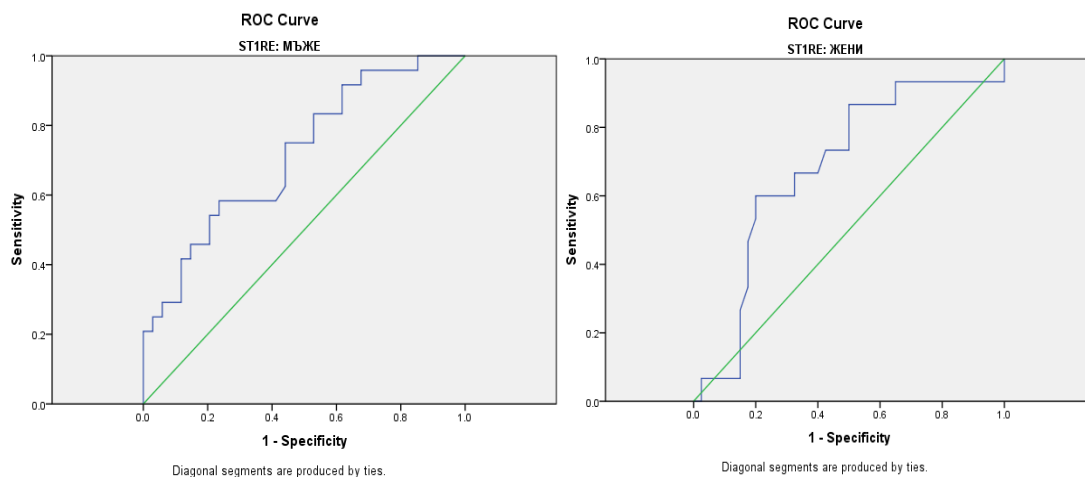 ROC Curve
ST1RE: МЪЖЕ
1.0
0.8
0.6
0.4
0.2
0.0
Sensitivity
0.0 0.2 0.4 0.6 0.8 1.0
1 - Specificity
Diagonal segments are produced by ties.
ROC Curve
ST1RE: ЖЕНИ
1.0
0.8
0.6
0.4
0.2
0.0
Sensitivity
0.0 0.2 0.4 0.6 0.8 1.0
1 - Specificity
Diagonal segments are produced by ties.